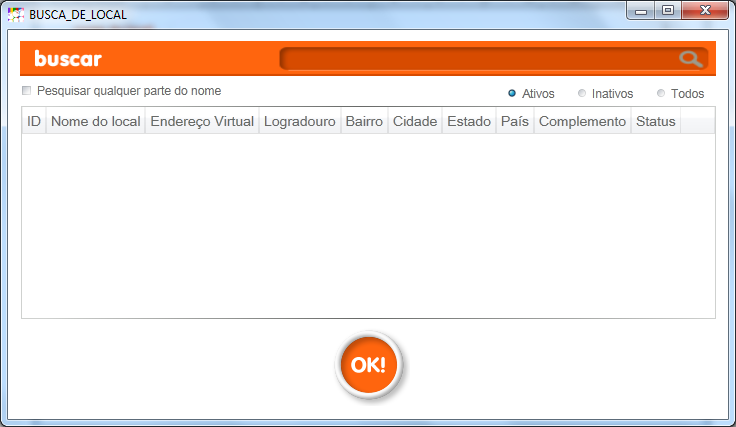 BUSCA_DE_LOCAL
buscar
Pesquisar qualquer parte do nome
Ativos Inativos Todos
ID Nome do local Endereço Virtual Logradouro Bairro Cidade Estado País Complemento Status
OK!